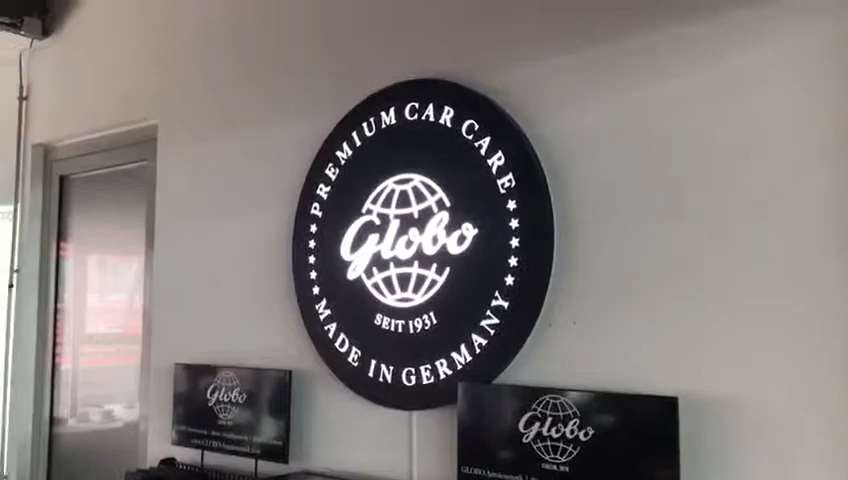 PREMIUM CAR CARE
Globo
SEIT 1931
MADE IN GERMANY
Globo
Globo